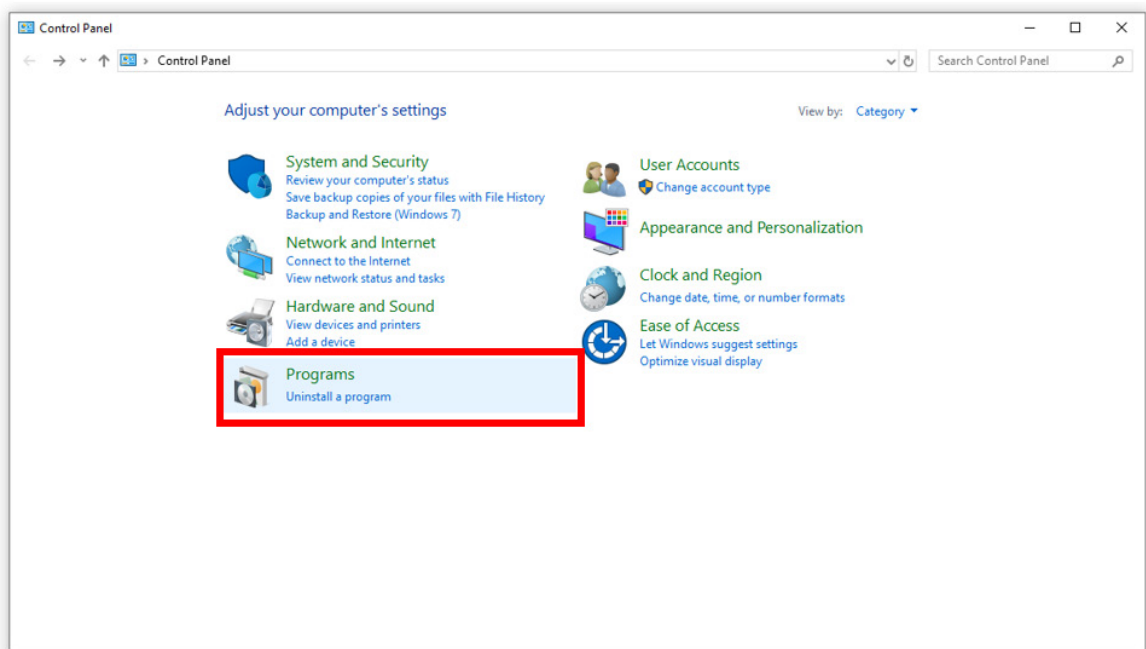 Control Panel
Control Panel
Search Control Panel
Adjust your computer's settings
View by: Category
System and Security
Review your computer's status
Save backup copies of your files with File History
Backup and Restore (Windows 7)
Network and Internet
Connect to the Internet
View network status and tasks
Hardware and Sound
View devices and printers
Add a device
Programs
Uninstall a program
User Accounts
Change account type
Appearance and Personalization
Clock and Region
Change date, time, or number formats
Ease of Access
Let Windows suggest settings
Optimize visual display